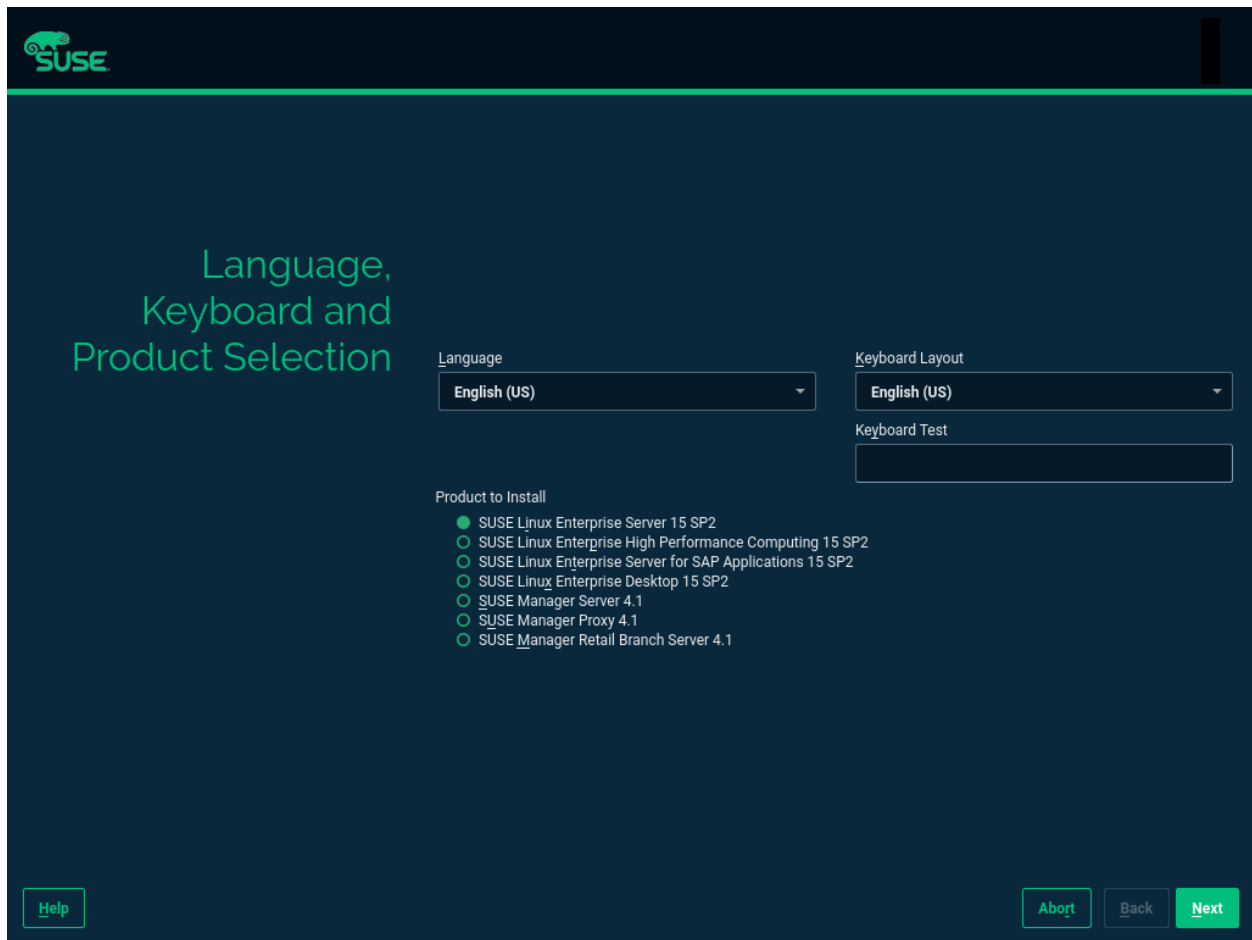 SUSE
Language,
Keyboard and
Product Selection
Language
Keyboard Layout
English (US)
English (US)
Keyboard Test
Product to Install
SUSE Linux Enterprise Server 15 SP2
SUSE Linux Enterprise High Performance Computing 15 SP2
SUSE Linux Enterprise Server for SAP Applications 15 SP2
SUSE Linux Enterprise Desktop 15 SP2
SUSE Manager Server 4.1
SUSE Manager Proxy 4.1
SUSE Manager Retail Branch Server 4.1
Help
Abort
Back
Next